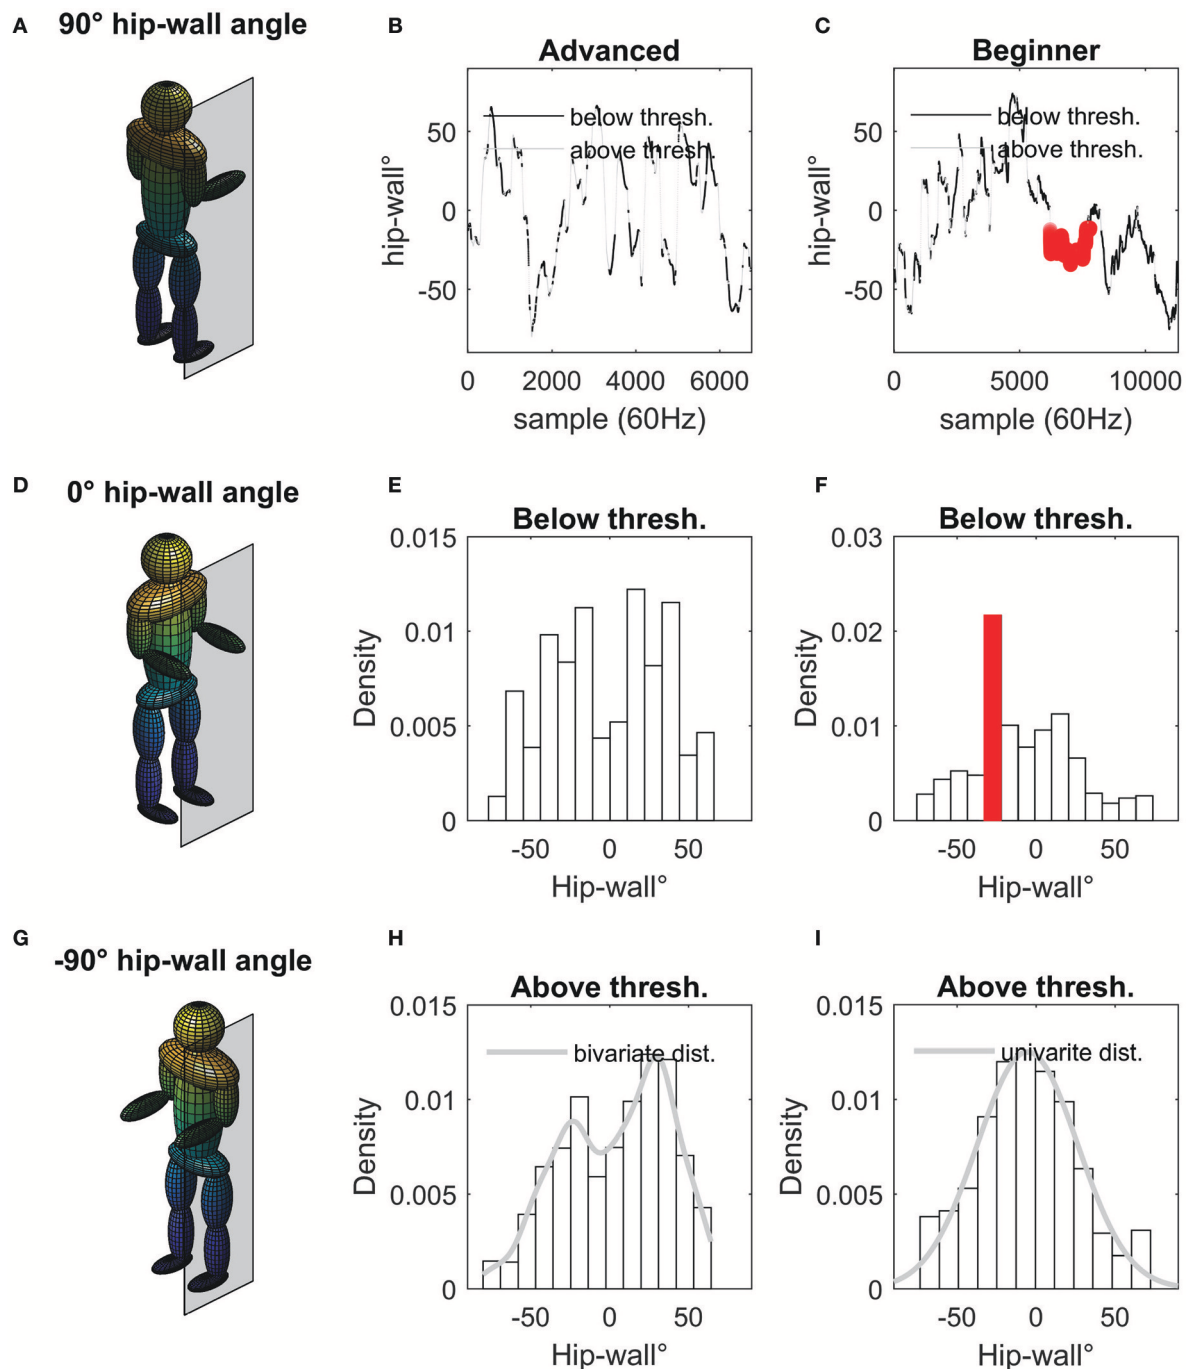 A
90° hip-wall angle
B
Advanced
below thresh.
above thresh.
50
0
-50
hip-wall°
0
2000
4000
6000
sample (60Hz)
C
Beginner
below thresh.
above thresh.
50
0
-50
hip-wall°
0
5000
10000
sample (60Hz)
D
0° hip-wall angle
E
Below thresh.
0.015
0.01
0.005
0
Density
-50
0
50
Hip-wall°
F
Below thresh.
0.03
0.02
0.01
0
Density
-50
0
50
Hip-wall°
G
-90° hip-wall angle
H
Above thresh.
bivariate dist.
0.015
0.01
0.005
0
Density
-50
0
50
Hip-wall°
I
Above thresh.
univarite dist.
0.015
0.01
0.005
0
Density
-50
0
50
Hip-wall°